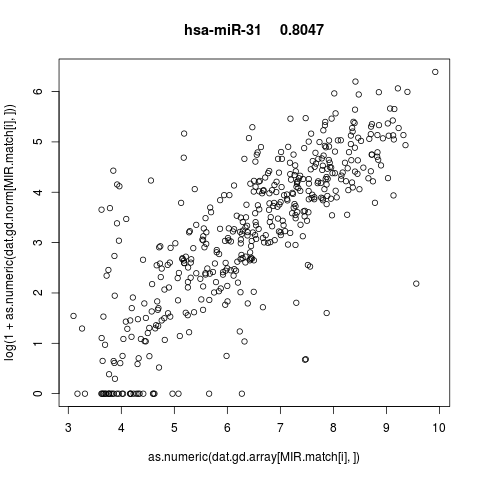 hsa-miR-31 0.8047
log(1 + as.numeric(dat.gd.norm[MIR.match[i], ]))
6
5
4
3
2
1
0
3 4 5 6 7 8 9 10
as.numeric(dat.gd.array[MIR.match[i], ])